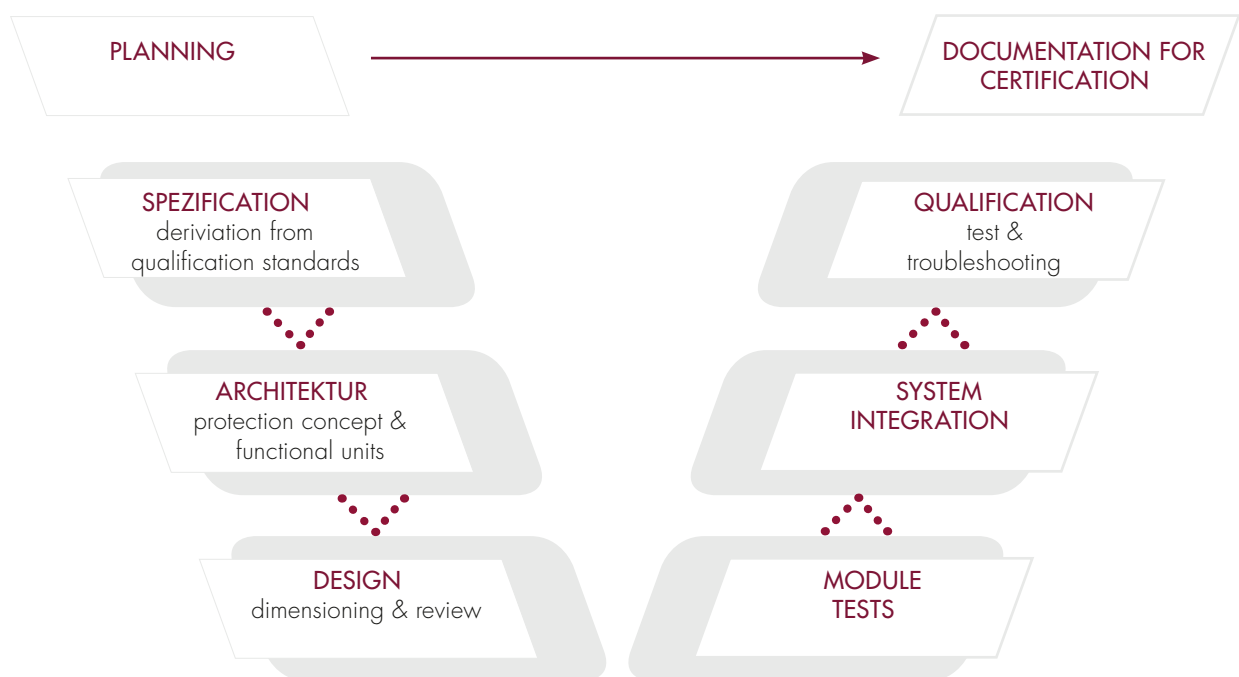 PLANNING
DOCUMENTATION FOR
CERTIFICATION
SPEZIFICATION
deriviation from
qualification standards
QUALIFICATION
test &
troubleshooting
ARCHITEKTUR
protection concept &
functional units
SYSTEM
INTEGRATION
DESIGN
dimensioning & review
MODULE
TESTS